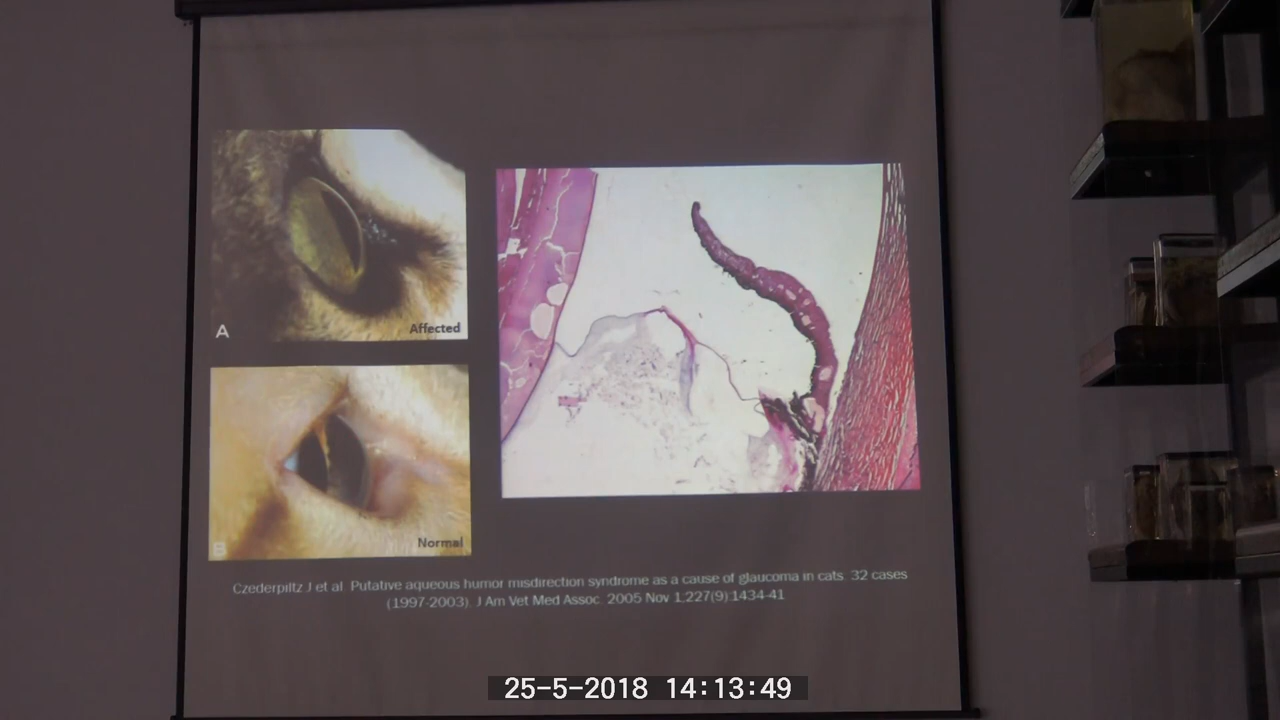 A
Affected
B
Normal
Czederpiltz J et al. Putative aqueous humor misdirection syndrome as a cause of glaucoma in cats. 32 cases
(1997-2003). J Am Vet Med Assoc. 2005 Nov 1;227(9):1434-41
25-5-2018 14:13:49